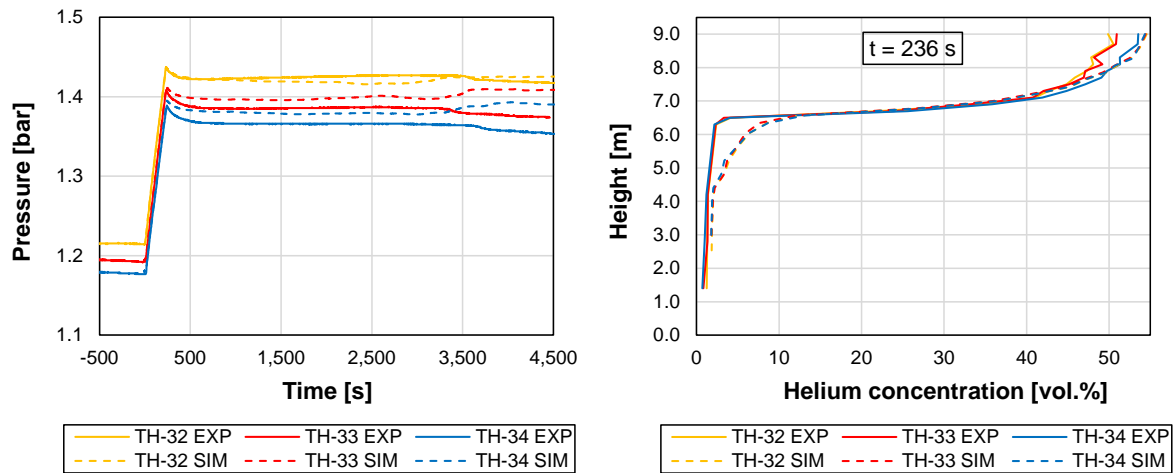 1.5
1.4
1.3
1.2
1.1
Pressure [bar]
-500 500 1,500 2,500 3,500 4,500
Time [s]
TH-32 EXP TH-33 EXP TH-34 EXP
TH-32 SIM TH-33 SIM TH-34 SIM
9.0
8.0
7.0
6.0
5.0
4.0
3.0
2.0
1.0
0.0
Height [m]
t = 236 s
0 10 20 30 40 50
Helium concentration [vol.%]
TH-32 EXP TH-33 EXP TH-34 EXP
TH-32 SIM TH-33 SIM TH-34 SIM